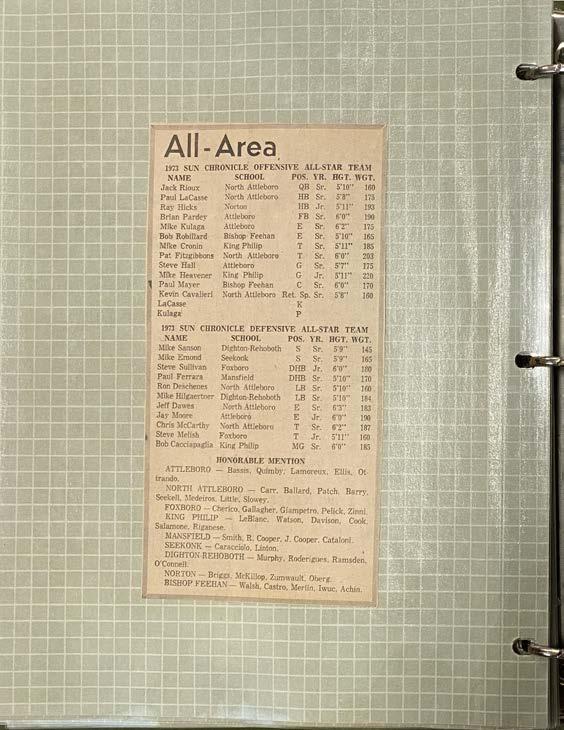 All-Area
1973 SUN CHRONICLE OFFENSIVE ALL-STAR TEAM
NAME SCHOOL POS. YR. HGT. WGT.
Jack Rioux North Attleboro QB Sr. 5'10" 160
Paul LaCasse North Attleboro HB Sr. 5'8" 175
Ray Hicks Norton HB Jr. 5'11" 193
Brian Pardey Attleboro FB Sr. 6'0" 190
Mike Kulaga Attleboro E Sr. 6'2" 175
Bob Robillard Bishop Feehan E Sr. 5'10" 165
Mike Cronin King Philip T Sr. 5'11" 185
Pat Fitzgibbons North Attleboro T Sr. 6'0" 203
Steve Hall Attleboro G Sr. 5'7" 175
Mike Heavener King Philip G Jr. 5'11" 220
Paul Mayer Bishop Feehan C Sr. 6'0" 170
Kevin Cavalieri North Attleboro Ret. Sp. Sr. 5'8" 160
LaCasse K
Kulaga P
1973 SUN CHRONICLE DEFENSIVE ALL-STAR TEAM
NAME SCHOOL POS. YR. HGT. WGT.
Mike Sanson Dighton-Rehoboth S Sr. 5'9" 145
Mike Emond Seekonk S Sr. 5'9" 165
Steve Sullivan Foxboro DHB Jr. 6'0" 180
Paul Ferrara Mansfield DHB Sr. 5'10" 170
Ron Deschenes North Attleboro LB Sr. 5'10" 160
Mike Hilgaertner Dighton-Rehoboth LB Sr. 5'10" 184
Jeff Dawes North Attleboro E Sr. 6'3" 183
Jay Moore Attleboro E Jr. 6'0" 190
Chris McCarthy North Attleboro T Sr. 6'2" 187
Steve Melish Foxboro T Jr. 5'11" 160
Bob Cacciapaglia King Philip MG Sr. 6'0" 185
HONORABLE MENTION
ATTLEBORO — Bassis, Quimby, Lamoreux, Ellis, Ot-
trando.
NORTH ATTLEBORO — Carr, Ballard, Patch, Barry,
Seekell, Medeiros, Little, Slowey.
FOXBORO — Cherico, Gallagher, Giampetro, Pelick, Zinni.
KING PHILIP — LeBlanc, Watson, Davison, Cook,
Salamone, Riganese.
MANSFIELD — Smith, R. Cooper, J. Cooper, Cataloni.
SEEKONK — Caracciolo, Linton.
DIGHTON-REHOBOTH — Murphy, Roderigues, Ramsden,
O'Connell.
NORTON — Briggs, McKillop, Zumwault, Oberg.
BISHOP FEEHAN — Walsh, Castro, Merlin, Iwuc, Achin.